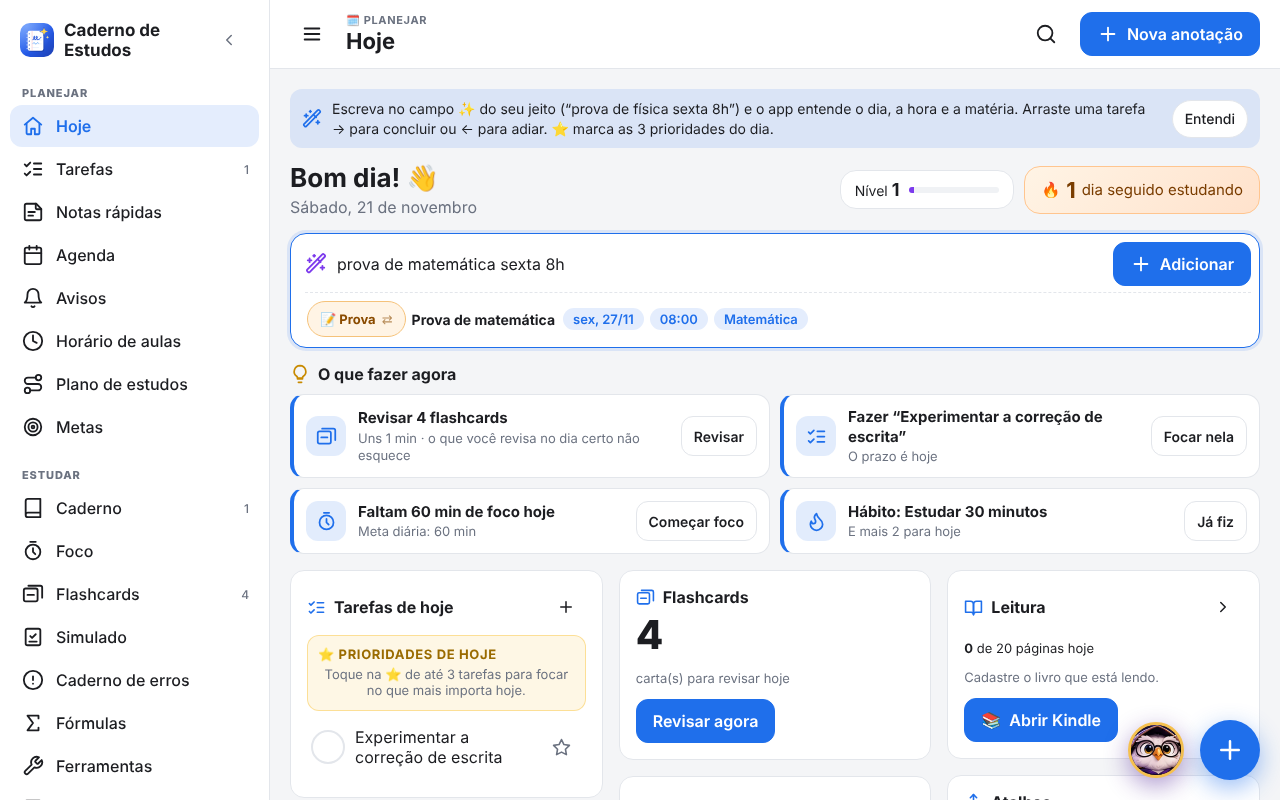 Caderno de
Estudos
PLANEJAR
Hoje
Tarefas 1
Notas rápidas
Agenda
Avisos
Horário de aulas
Plano de estudos
Metas
ESTUDAR
Caderno 1
Foco
Flashcards 4
Simulado
Caderno de erros
Fórmulas
Ferramentas
🗓️ PLANEJAR
Hoje
Nova anotação
Escreva no campo ✨ do seu jeito (“prova de física sexta 8h”) e o app entende o dia, a hora e a matéria. Arraste uma tarefa
→ para concluir ou ← para adiar. ⭐ marca as 3 prioridades do dia.
Entendi
Bom dia! 👋
Sábado, 21 de novembro
Nível 1
🔥 1 dia seguido estudando
prova de matemática sexta 8h
Adicionar
📝 Prova ⇄ Prova de matemática sex, 27/11 08:00 Matemática
O que fazer agora
Revisar 4 flashcards
Uns 1 min · o que você revisa no dia certo não
esquece
Revisar
Fazer “Experimentar a correção de
escrita”
O prazo é hoje
Focar nela
Faltam 60 min de foco hoje
Meta diária: 60 min
Começar foco
Hábito: Estudar 30 minutos
E mais 2 para hoje
Já fiz
Tarefas de hoje
⭐ PRIORIDADES DE HOJE
Toque na ⭐ de até 3 tarefas para focar
no que mais importa hoje.
Experimentar a
correção de escrita
Flashcards
4
carta(s) para revisar hoje
Revisar agora
Leitura
0 de 20 páginas hoje
Cadastre o livro que está lendo.
📚 Abrir Kindle